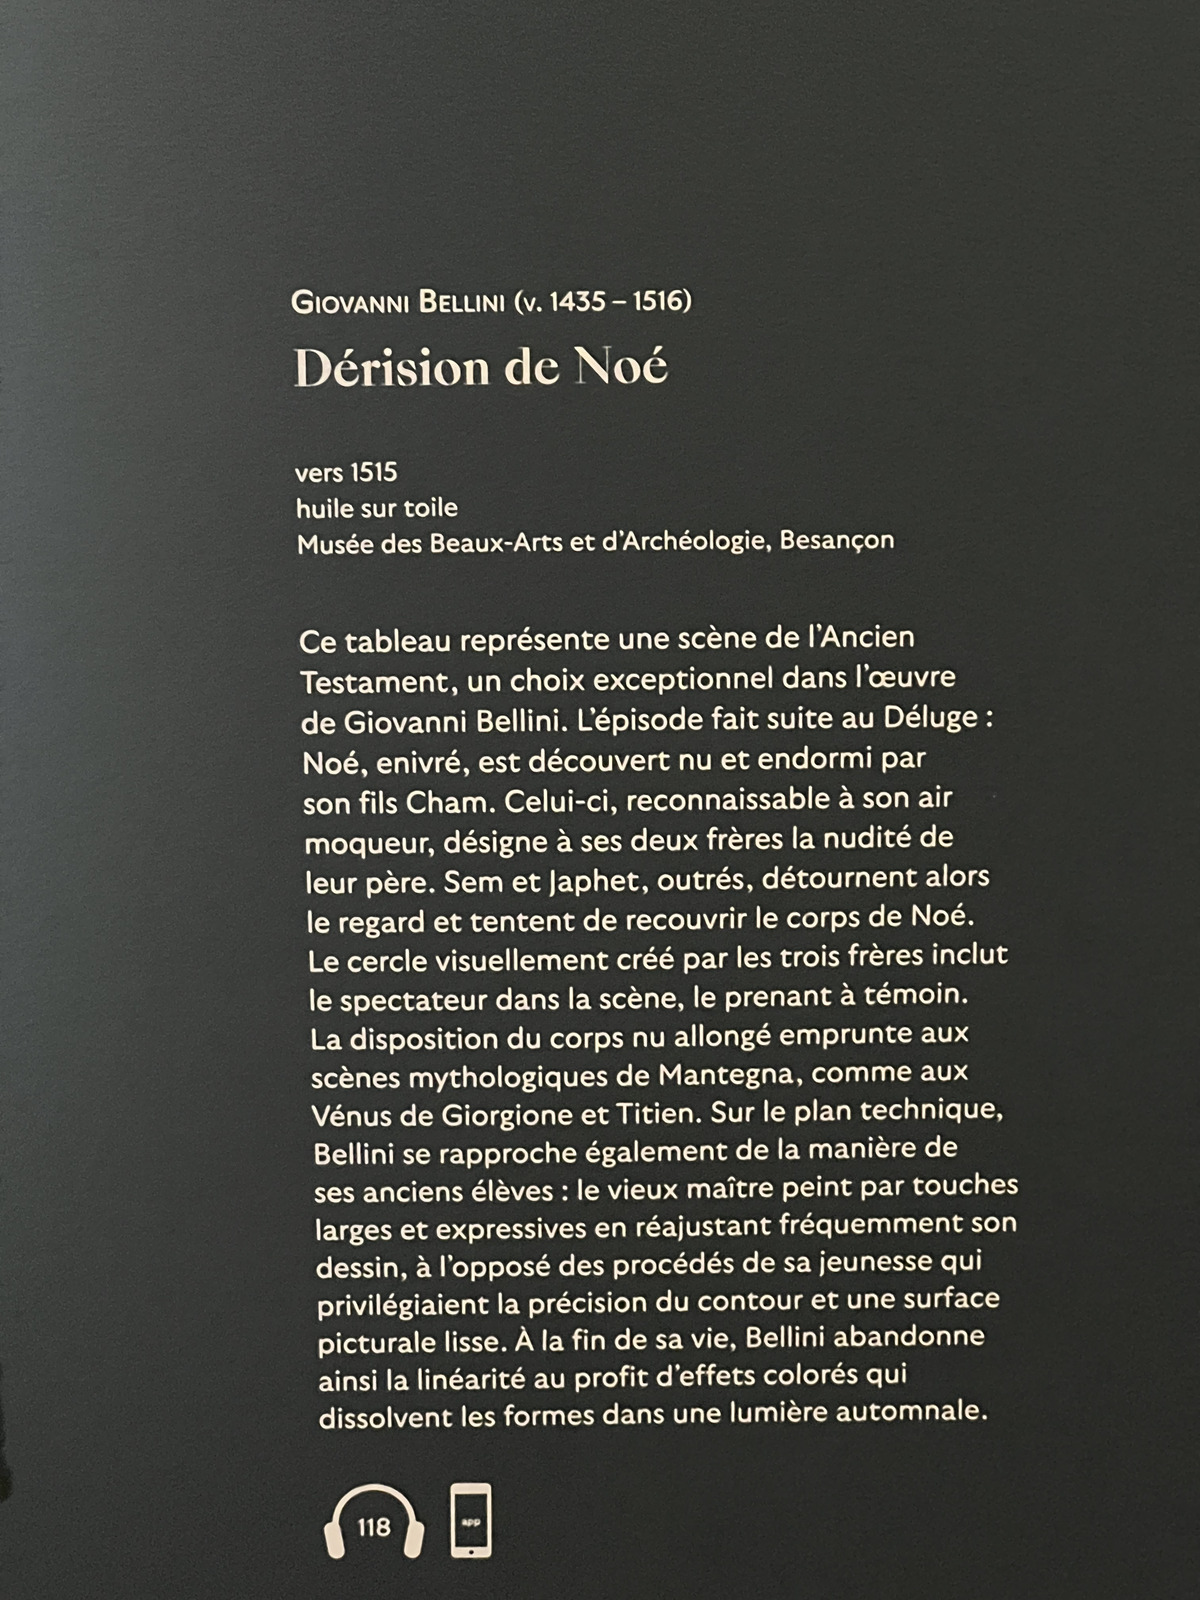 GIOVANNI BELLINI (v. 1435 – 1516)
Dérision de Noé
vers 1515
huile sur toile
Musée des Beaux-Arts et d'Archéologie, Besançon
Ce tableau représente une scène de l'Ancien
Testament, un choix exceptionnel dans l'œuvre
de Giovanni Bellini. L'épisode fait suite au Déluge :
Noé, enivré, est découvert nu et endormi par
son fils Cham. Celui-ci, reconnaissable à son air
moqueur, désigne à ses deux frères la nudité de
leur père. Sem et Japhet, outrés, détournent alors
le regard et tentent de recouvrir le corps de Noé.
Le cercle visuellement créé par les trois frères inclut
le spectateur dans la scène, le prenant à témoin.
La disposition du corps nu allongé emprunte aux
scènes mythologiques de Mantegna, comme aux
Vénus de Giorgione et Titien. Sur le plan technique,
Bellini se rapproche également de la manière de
ses anciens élèves : le vieux maître peint par touches
larges et expressives en réajustant fréquemment son
dessin, à l'opposé des procédés de sa jeunesse qui
privilégiaient la précision du contour et une surface
picturale lisse. À la fin de sa vie, Bellini abandonne
ainsi la linéarité au profit d'effets colorés qui
dissolvent les formes dans une lumière automnale.
118 app